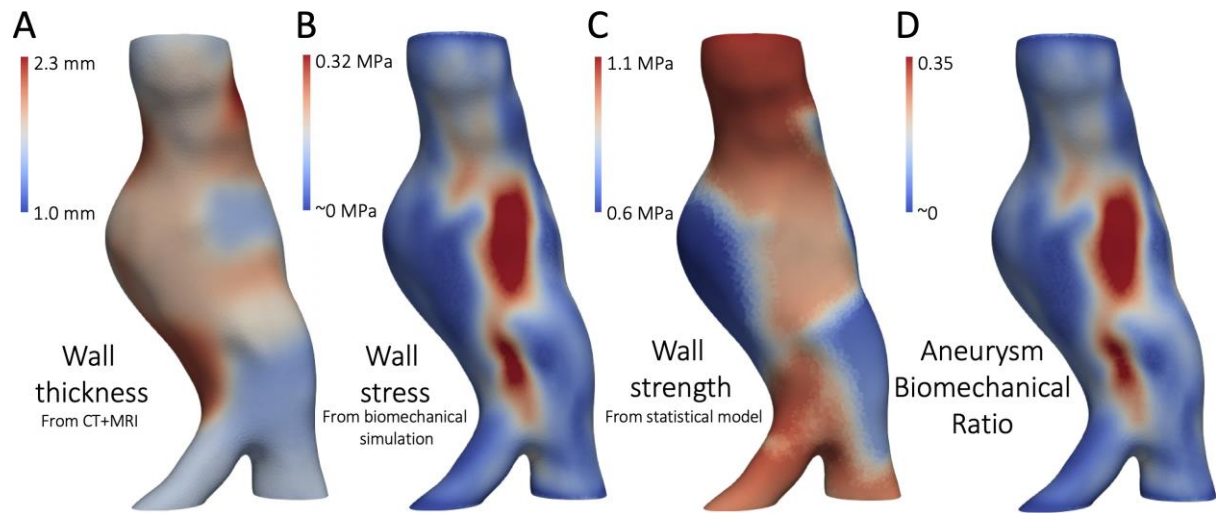 A
2.3 mm
1.0 mm
Wall
thickness
From CT+MRI
B
0.32 MPa
~0 MPa
Wall
stress
From biomechanical
simulation
C
1.1 MPa
0.6 MPa
Wall
strength
From statistical model
D
0.35
~0
Aneurysm
Biomechanical
Ratio